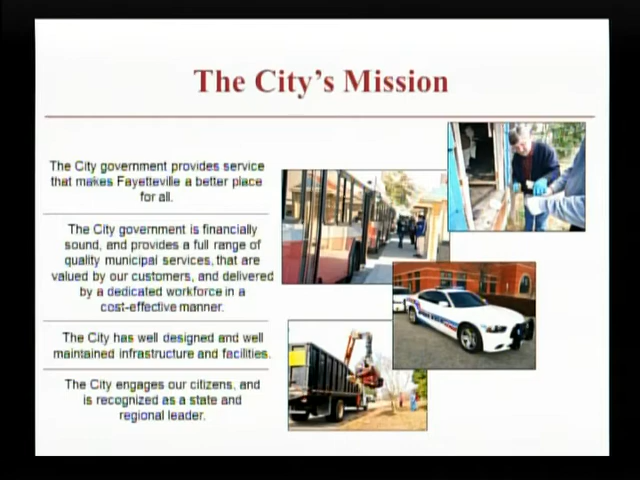 The City's Mission
The City government provides service
that makes Fayetteville a better place
for all.
The City government is financially
sound, and provides a full range of
quality municipal services, that are
valued by our customers, and delivered
by a dedicated workforce in a
cost-effective manner.
The City has well designed and well
maintained infrastructure and facilities.
The City engages our citizens, and
is recognized as a state and
regional leader.